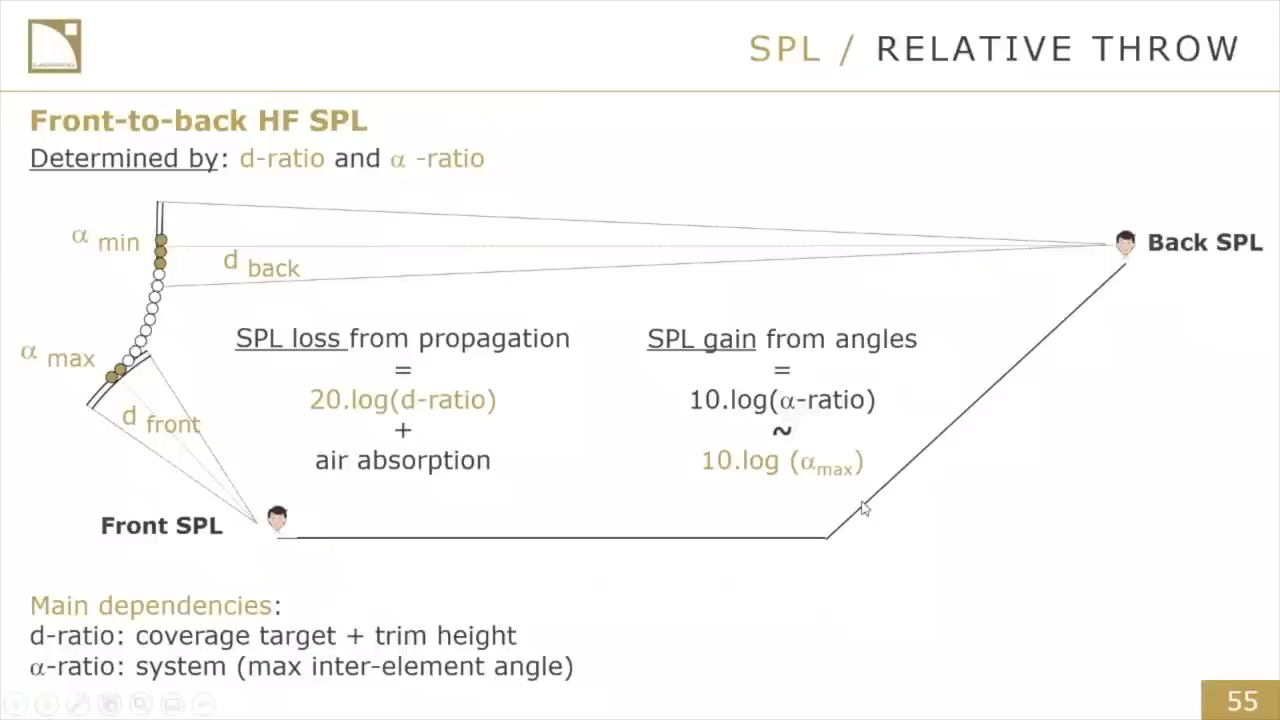 SPL / RELATIVE THROW
Front-to-back HF SPL
Determined by: d-ratio and α -ratio
α min
d back
Back SPL
α max
d front
SPL loss from propagation
=
20.log(d-ratio)
+
air absorption
SPL gain from angles
=
10.log(α-ratio)
~
10.log (αmax)
Front SPL
Main dependencies:
d-ratio: coverage target + trim height
α-ratio: system (max inter-element angle)
55